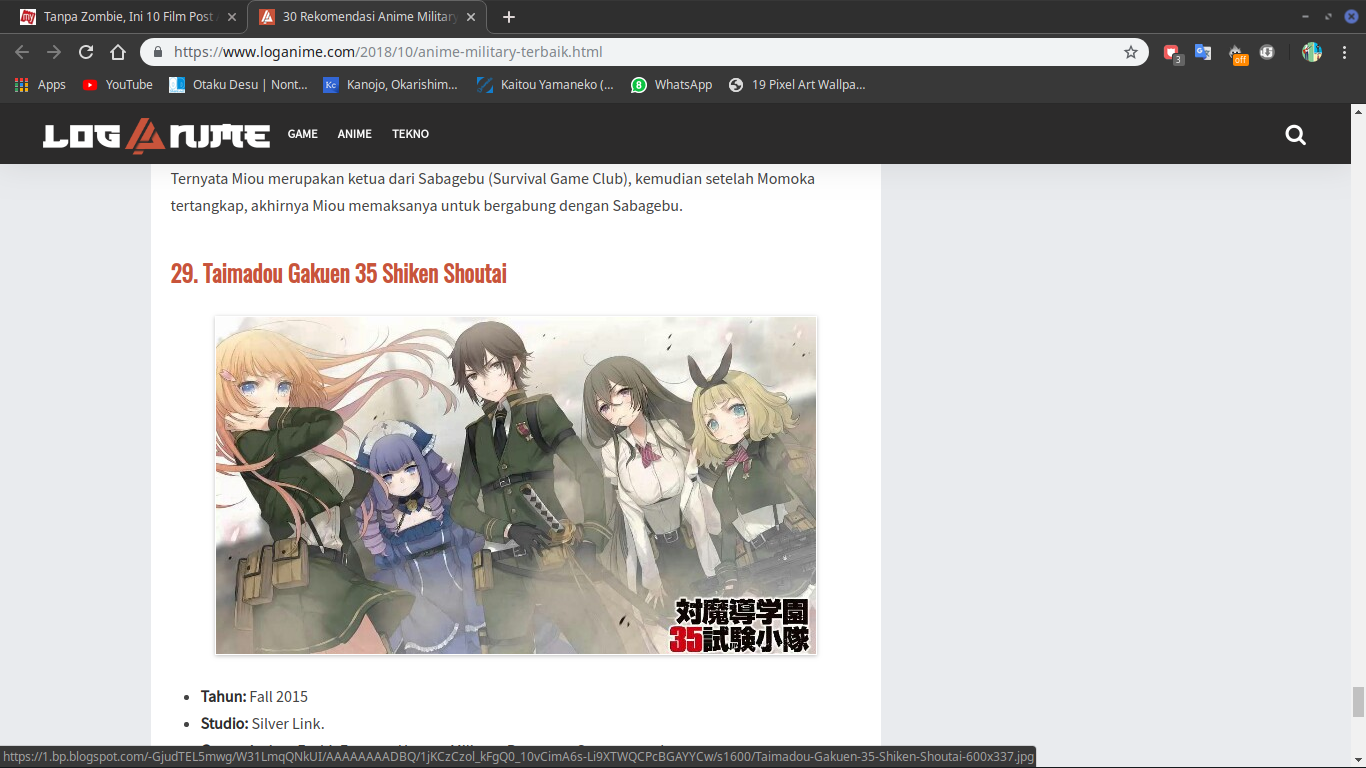 Tanpa Zombie, Ini 10 Film Post
30 Rekomendasi Anime Military
https://www.loganime.com/2018/10/anime-military-terbaik.html
3
off
Apps
YouTube
Otaku Desu | Nont...
Kc
Kanojo, Okarishim...
Kaitou Yamaneko (...
8
WhatsApp
19 Pixel Art Wallpa...
LOG ANIME
GAME
ANIME
TEKNO
Ternyata Miou merupakan ketua dari Sabagebu (Survival Game Club), kemudian setelah Momoka
tertangkap, akhirnya Miou memaksanya untuk bergabung dengan Sabagebu.
29. Taimadou Gakuen 35 Shiken Shoutai
対魔導学園
35試験小隊
Tahun: Fall 2015
Studio: Silver Link.
https://1.bp.blogspot.com/-GjudTEL5mwg/W31LmqQNkUI/AAAAAAAADBQ/1jKCzCzol_kFgQ0_10vCimA6s-Li9XTWQCPcBGAYYCw/s1600/Taimadou-Gakuen-35-Shiken-Shoutai-600x337.jpg